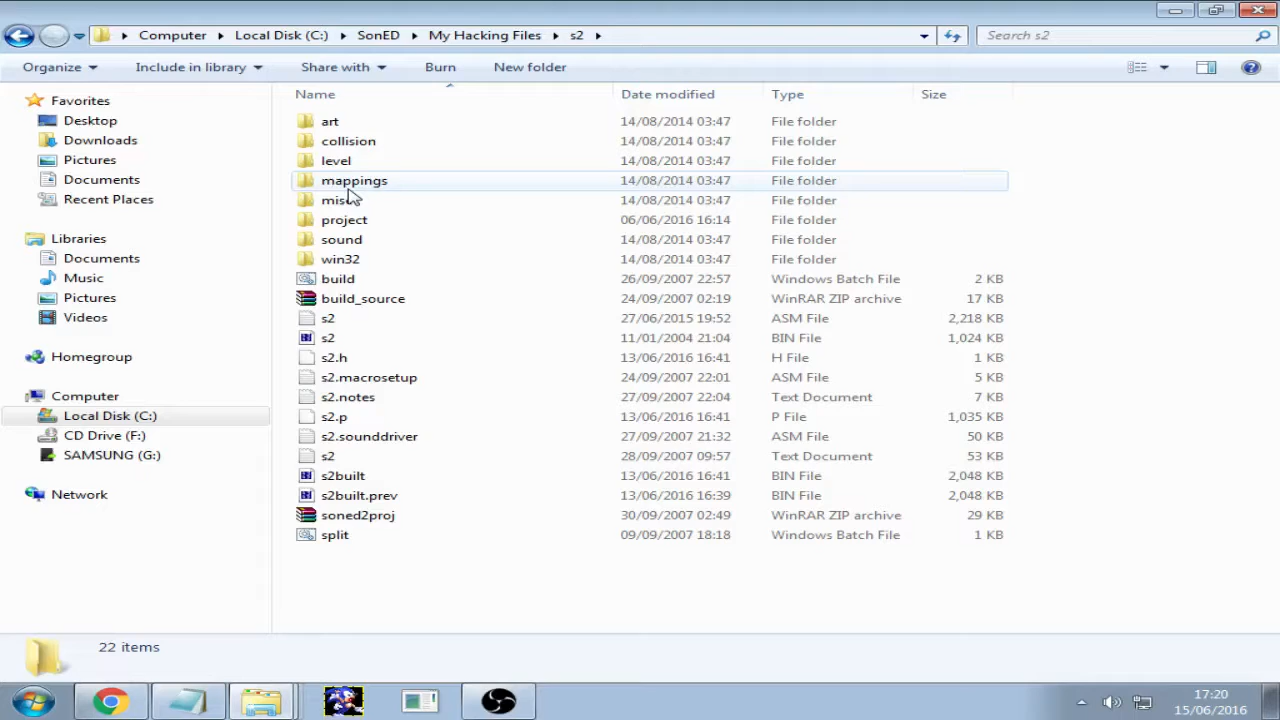 Computer Local Disk (C:) SonED My Hacking Files s2 Search s2
Organize Include in library Share with Burn New folder
Name Date modified Type Size
Favorites
Desktop
Downloads
Pictures
Documents
Recent Places
Libraries
Documents
Music
Pictures
Videos
Homegroup
Computer
Local Disk (C:)
CD Drive (F:)
SAMSUNG (G:)
Network
art 14/08/2014 03:47 File folder
collision 14/08/2014 03:47 File folder
level 14/08/2014 03:47 File folder
mappings 14/08/2014 03:47 File folder
misc 14/08/2014 03:47 File folder
project 06/06/2016 16:14 File folder
sound 14/08/2014 03:47 File folder
win32 14/08/2014 03:47 File folder
build 26/09/2007 22:57 Windows Batch File 2 KB
build_source 24/09/2007 02:19 WinRAR ZIP archive 17 KB
s2 27/06/2015 19:52 ASM File 2,218 KB
s2 11/01/2004 21:04 BIN File 1,024 KB
s2.h 13/06/2016 16:41 H File 1 KB
s2.macrosetup 24/09/2007 22:01 ASM File 5 KB
s2.notes 27/09/2007 22:04 Text Document 7 KB
s2.p 13/06/2016 16:41 P File 1,035 KB
s2.sounddriver 27/09/2007 21:32 ASM File 50 KB
s2 28/09/2007 09:57 Text Document 53 KB
s2built 13/06/2016 16:41 BIN File 2,048 KB
s2built.prev 13/06/2016 16:39 BIN File 2,048 KB
soned2proj 30/09/2007 02:49 WinRAR ZIP archive 29 KB
split 09/09/2007 18:18 Windows Batch File 1 KB
22 items
17:20
15/06/2016